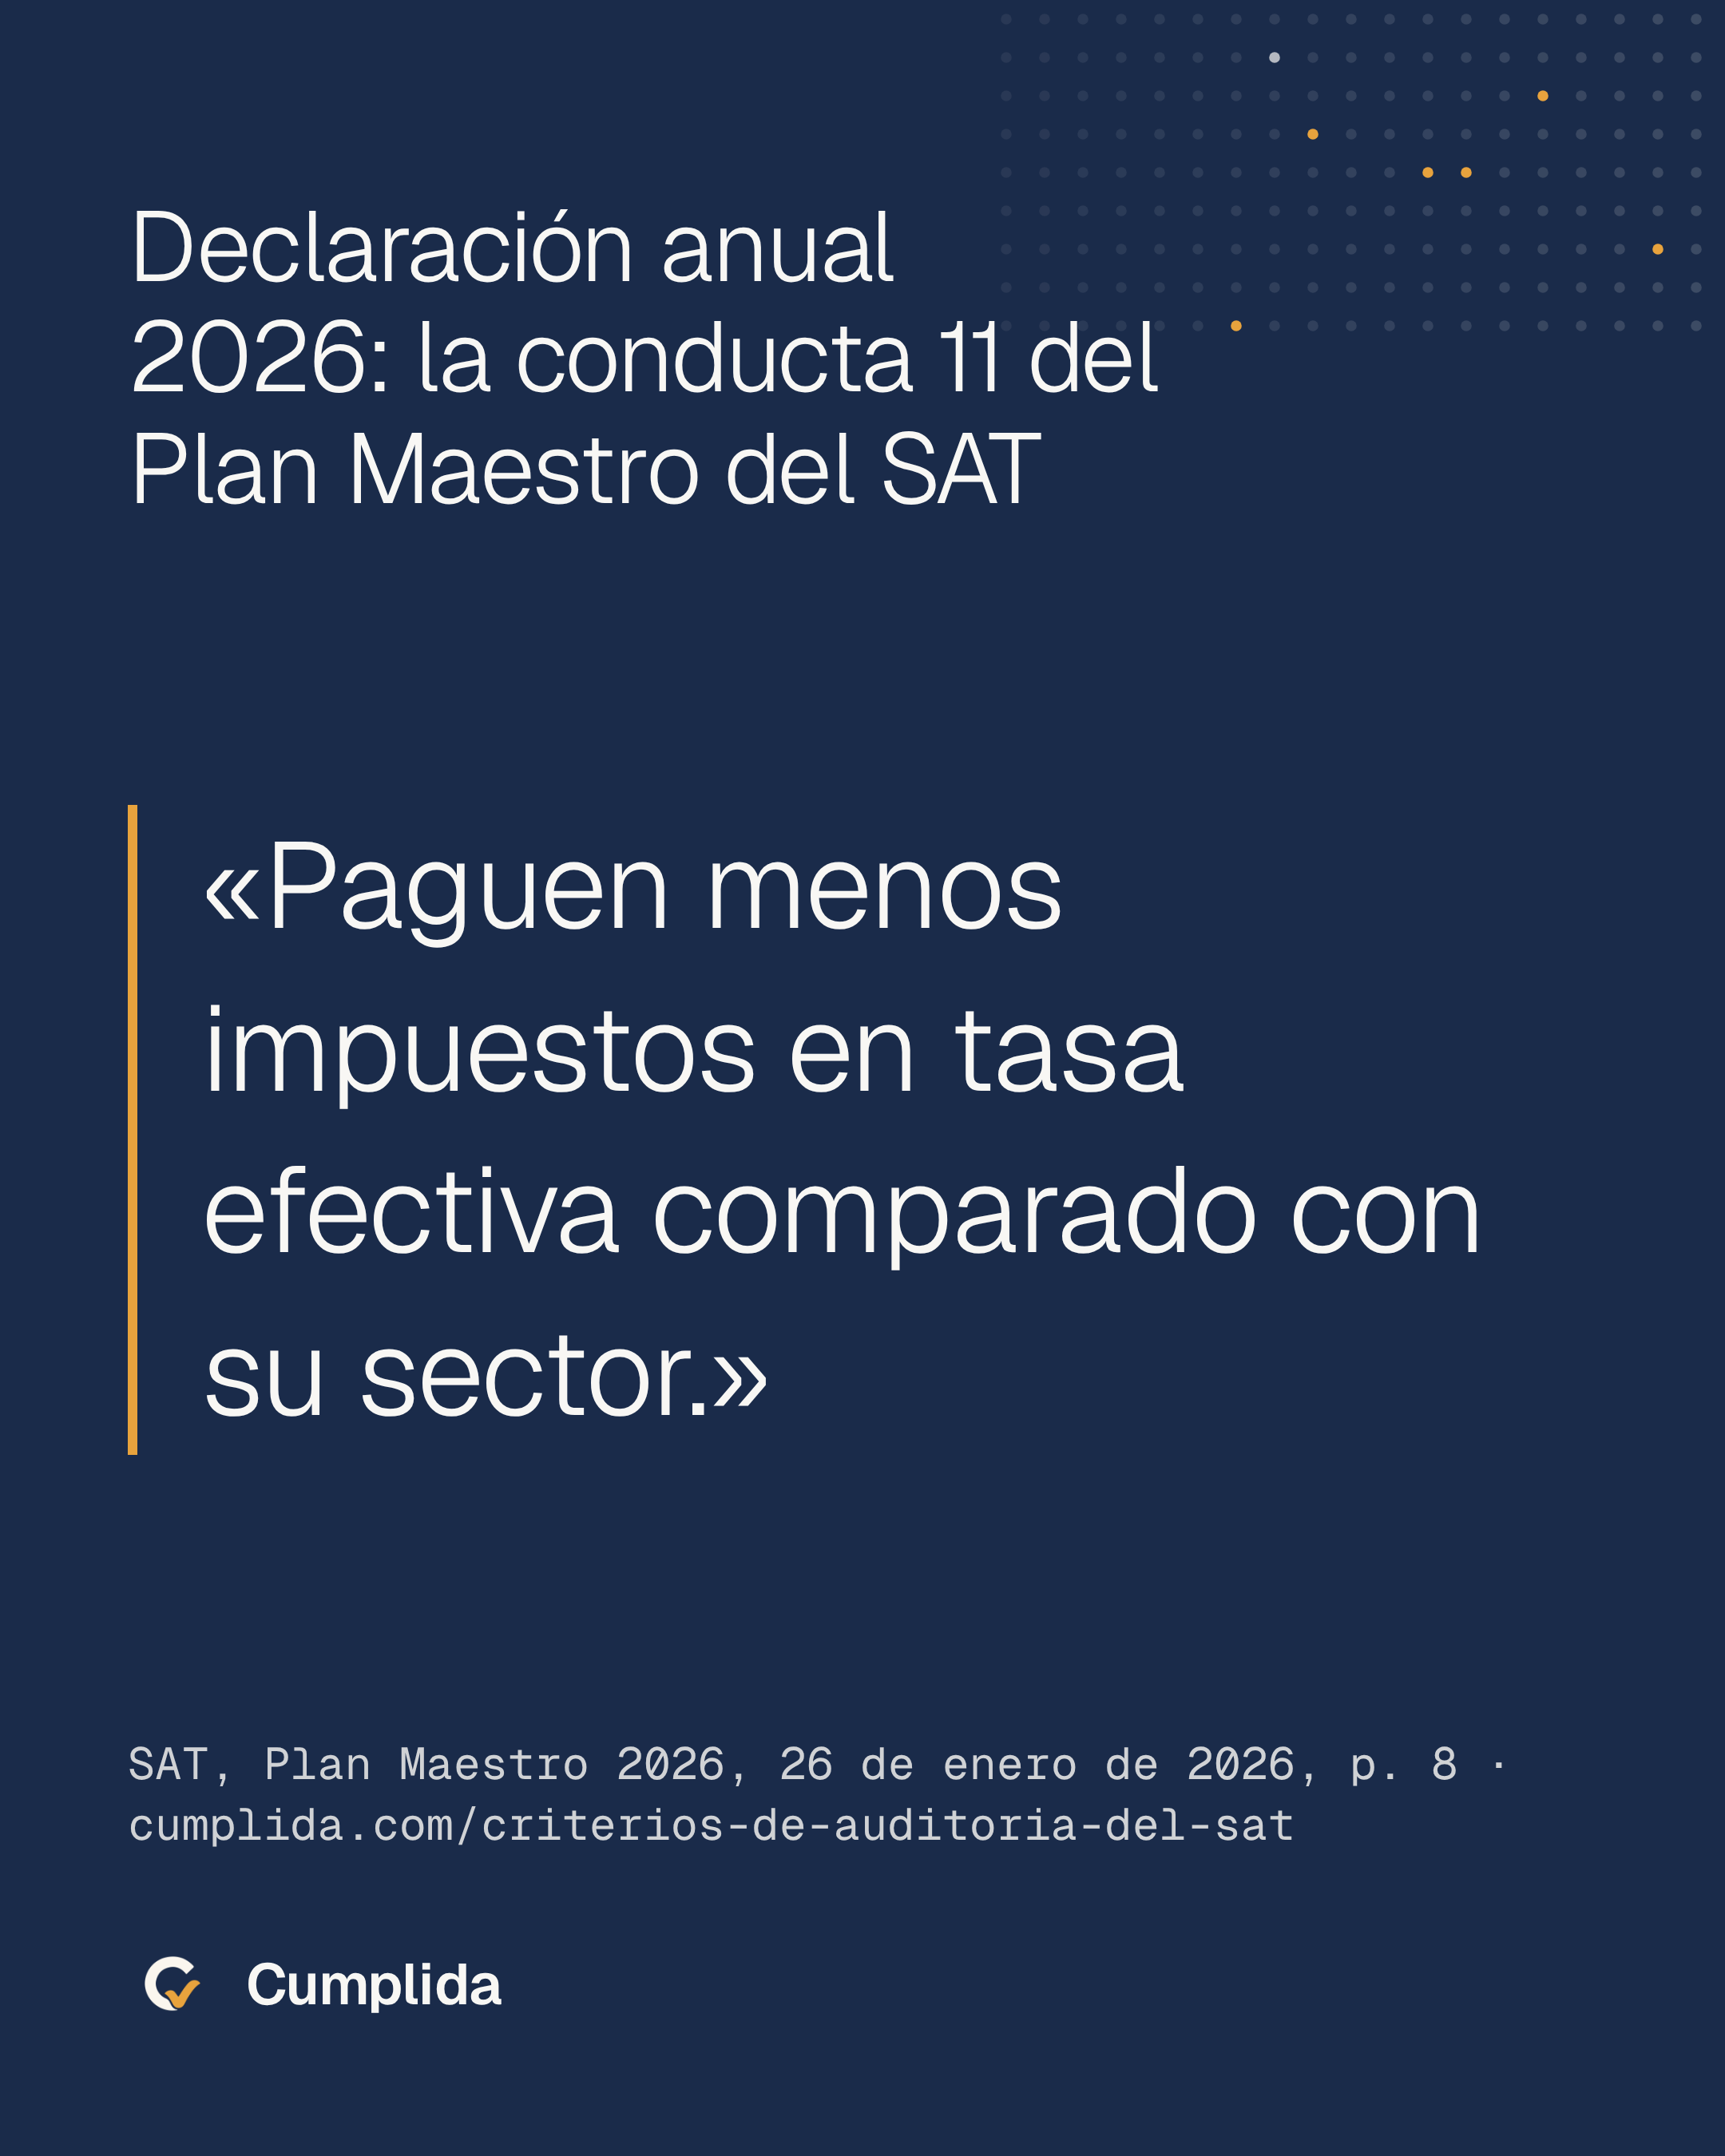 Declaración anual
2026: la conducta 11 del
Plan Maestro del SAT
«Paguen menos
impuestos en tasa
efectiva comparado con
su sector.»
SAT, Plan Maestro 2026, 26 de enero de 2026, p. 8 ·
cumplida.com/criterios-de-auditoria-del-sat
Cumplida